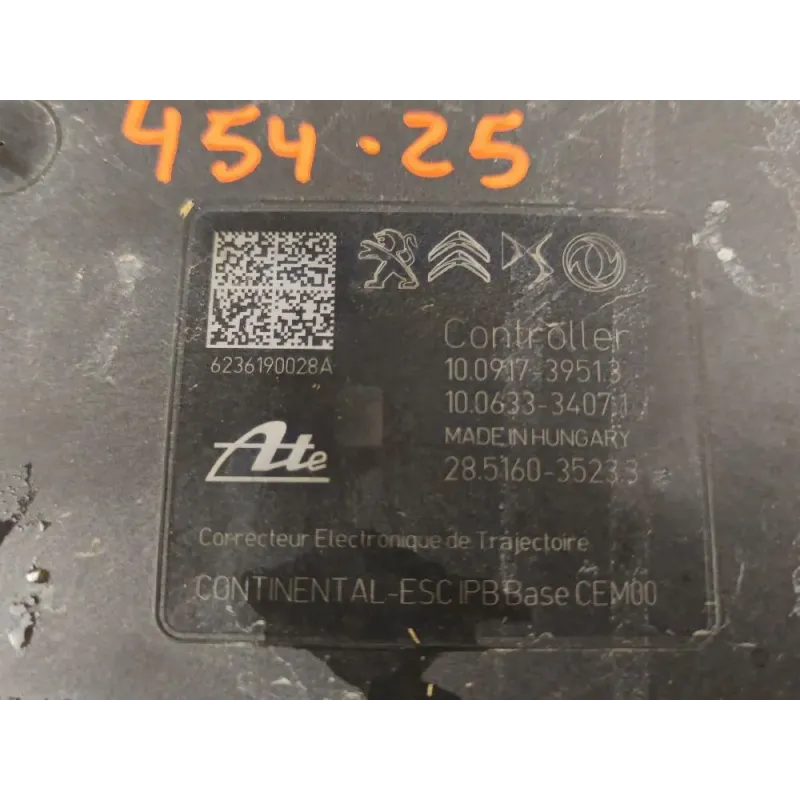 454·25
Controller
6236190028A
10.0917-3951.3
10.0633-3407.1
MADE IN HUNGARY
Ate
28.5160-3523.3
Correcteur Electronique de Trajectoire
CONTINENTAL-ESC IPB Base CEM00